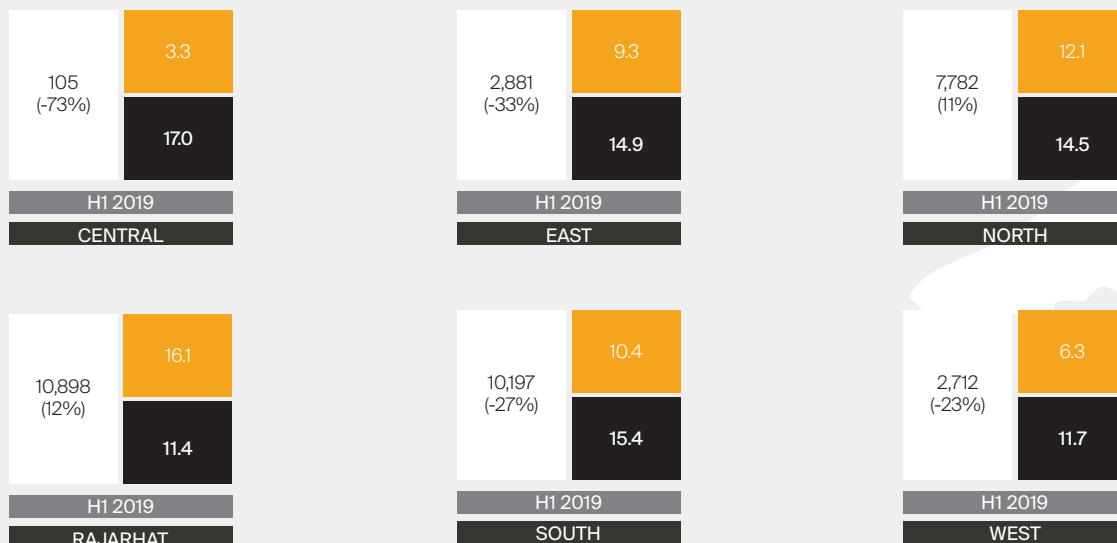 105
(-73%)
3.3
17.0
H1 2019
CENTRAL
2,881
(-33%)
9.3
14.9
H1 2019
EAST
7,782
(11%)
12.1
14.5
H1 2019
NORTH
10,898
(12%)
16.1
11.4
H1 2019
RAJARHAT
10,197
(-27%)
10.4
15.4
H1 2019
SOUTH
2,712
(-23%)
6.3
11.7
H1 2019
WEST